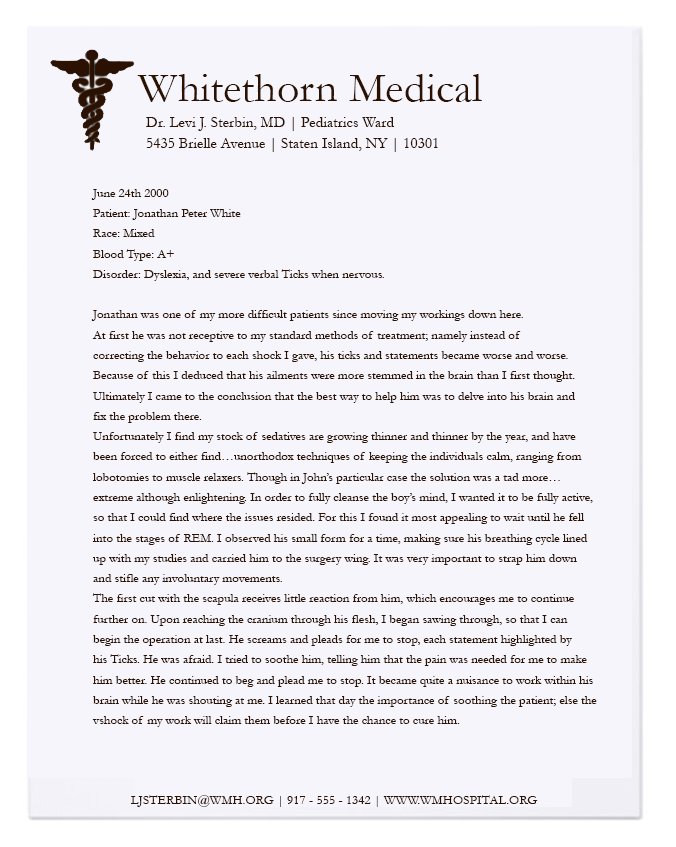 Whitethorn Medical
Dr. Levi J. Sterbin, MD | Pediatrics Ward
5435 Brielle Avenue | Staten Island, NY | 10301
June 24th 2000
Patient: Jonathan Peter White
Race: Mixed
Blood Type: A+
Disorder: Dyslexia, and severe verbal Ticks when nervous.
Jonathan was one of my more difficult patients since moving my workings down here.
At first he was not receptive to my standard methods of treatment; namely instead of
correcting the behavior to each shock I gave, his ticks and statements became worse and worse.
Because of this I deduced that his ailments were more stemmed in the brain than I first thought.
Ultimately I came to the conclusion that the best way to help him was to delve into his brain and
fix the problem there.
Unfortunately I find my stock of sedatives are growing thinner and thinner by the year, and have
been forced to either find…unorthodox techniques of keeping the individuals calm, ranging from
lobotomies to muscle relaxers. Though in John's particular case the solution was a tad more…
extreme although enlightening. In order to fully cleanse the boy's mind, I wanted it to be fully active,
so that I could find where the issues resided. For this I found it most appealing to wait until he fell
into the stages of REM. I observed his small form for a time, making sure his breathing cycle lined
up with my studies and carried him to the surgery wing. It was very important to strap him down
and stifle any involuntary movements.
The first cut with the scapula receives little reaction from him, which encourages me to continue
further on. Upon reaching the cranium through his flesh, I began sawing through, so that I can
begin the operation at last. He screams and pleads for me to stop, each statement highlighted by
his Ticks. He was afraid. I tried to soothe him, telling him that the pain was needed for me to make
him better. He continued to beg and plead me to stop. It became quite a nuisance to work within his
brain while he was shouting at me. I learned that day the importance of soothing the patient; else the
vshock of my work will claim them before I have the chance to cure him.
LJSTERBIN@WMH.ORG | 917 - 555 - 1342 | WWW.WMHOSPITAL.ORG